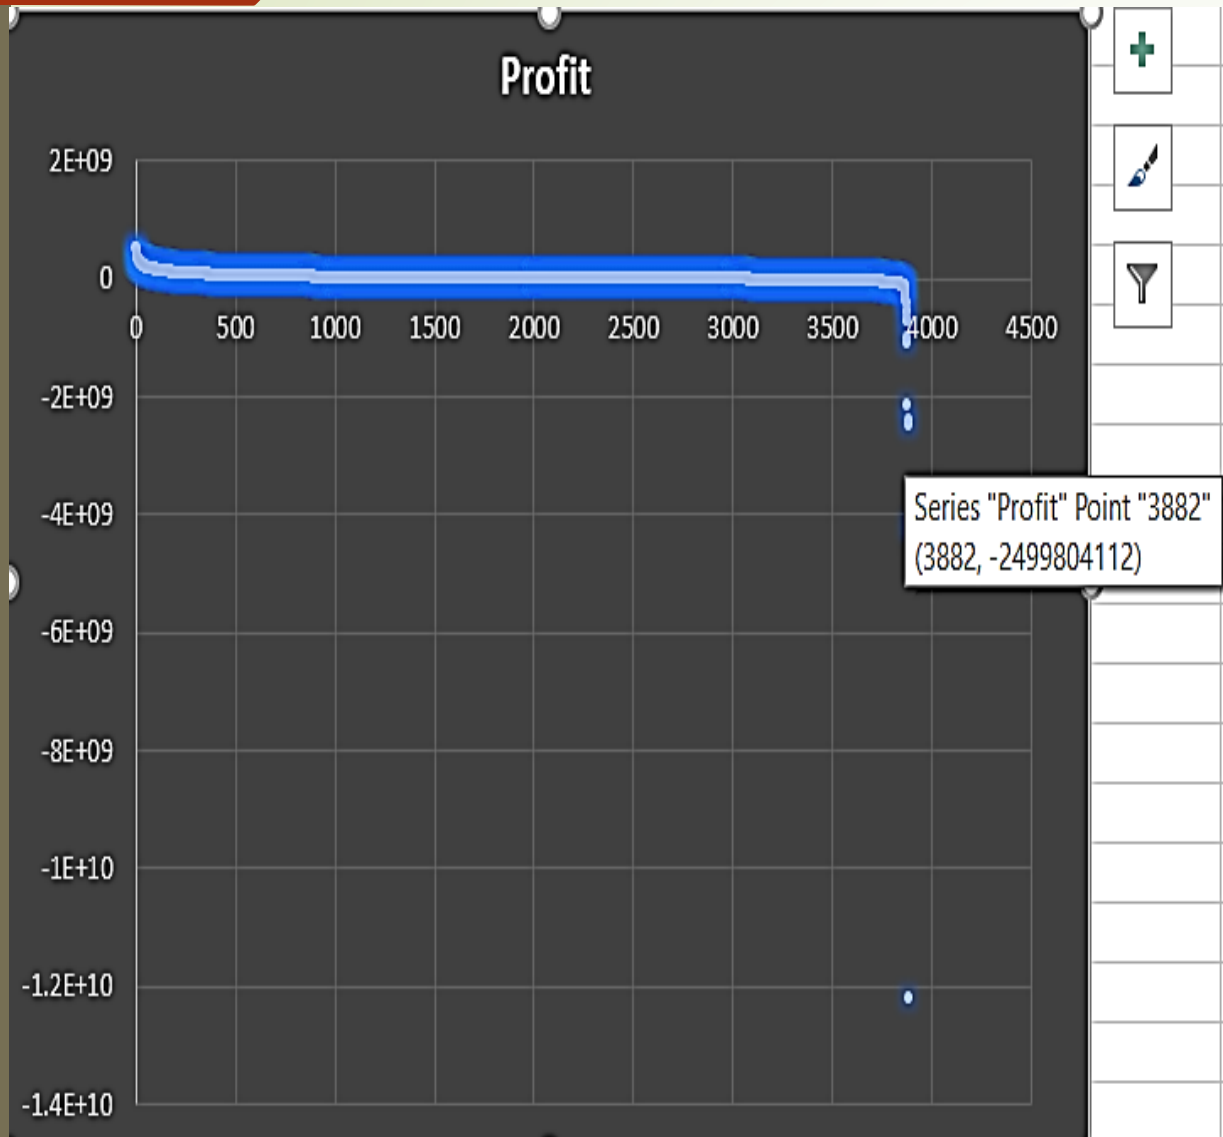 Profit
2E+09
0
0 500 1000 1500 2000 2500 3000 3500 4000 4500
-2E+09
-4E+09
Series "Profit" Point "3882"
(3882, -2499804112)
-6E+09
-8E+09
-1E+10
-1.2E+10
-1.4E+10